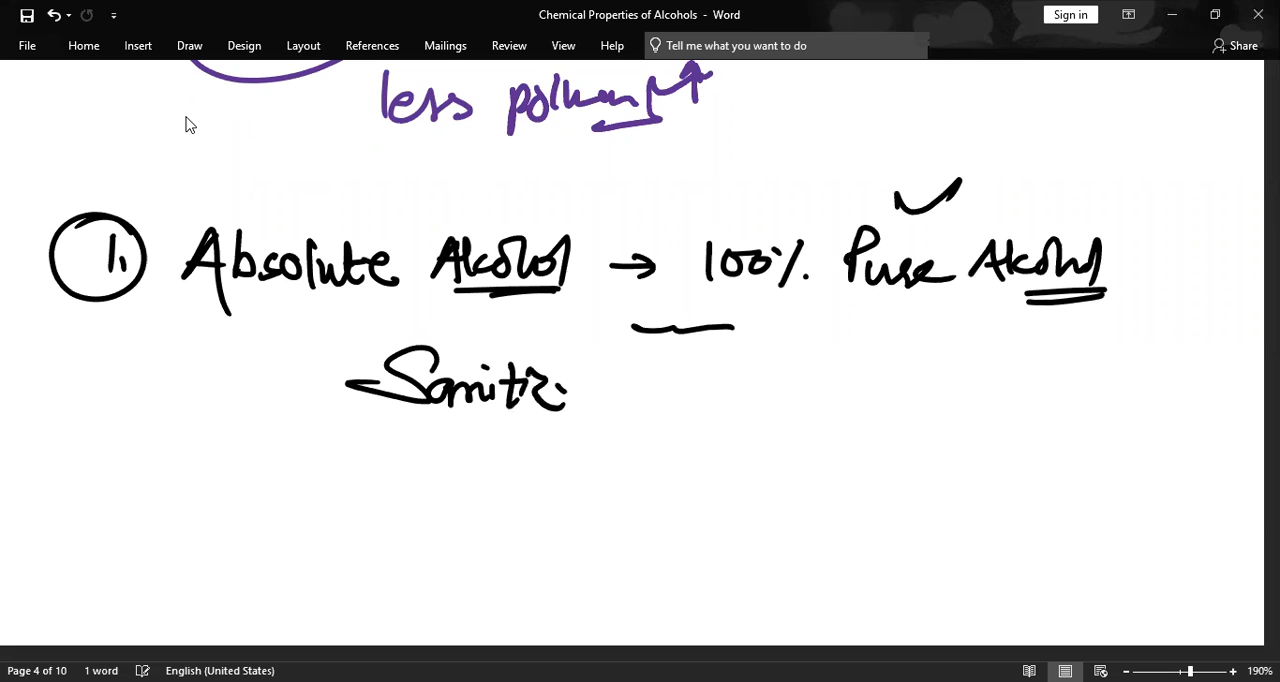 Chemical Properties of Alcohols - Word
Sign in
File Home Insert Draw Design Layout References Mailings Review View Help Tell me what you want to do Share
less
1. Absolute Alcohol → 100% Pure Alcohol
Page 4 of 10 1 word English (United States) 190%